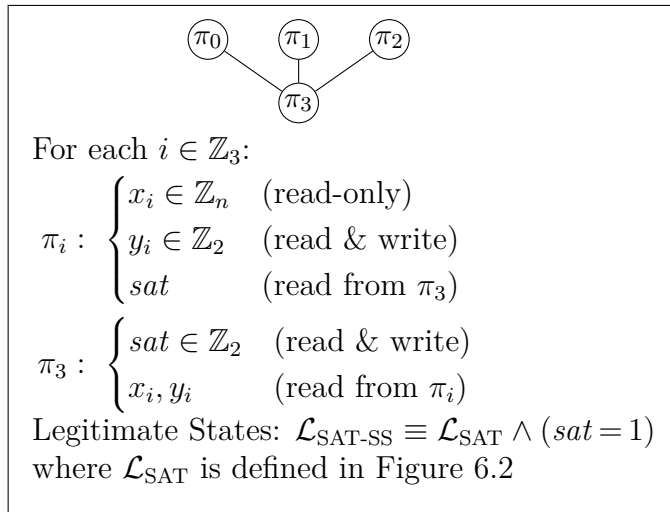 π0 π1 π2
π3
For each i ∈ ℤ3:
πi : { xi ∈ ℤn (read-only)
yi ∈ ℤ2 (read & write)
sat (read from π3)
π3 : { sat ∈ ℤ2 (read & write)
xi, yi (read from πi)
Legitimate States: 𝓛SAT-SS ≡ 𝓛SAT ∧ (sat = 1)
where 𝓛SAT is defined in Figure 6.2